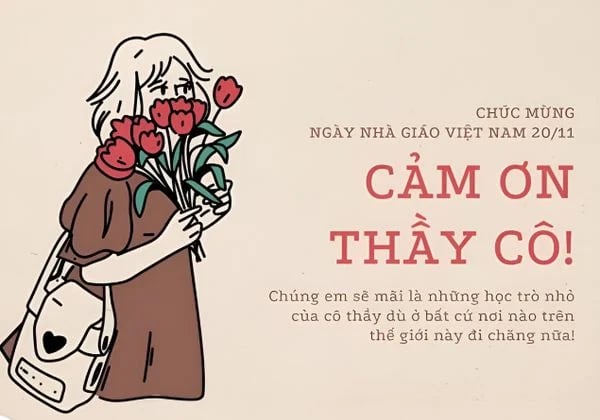 CHÚC MỪNG
NGÀY NHÀ GIÁO VIỆT NAM 20/11
CẢM ƠN
THẦY CÔ!
Chúng em sẽ mãi là những học trò nhỏ
của cô thầy dù ở bất cứ nơi nào trên
thế giới này đi chăng nữa!